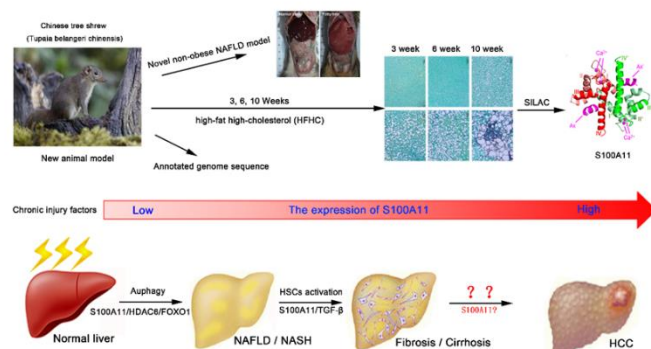 Chinese tree shrew
(Tupaia belangeri chinensis)
New animal model
Novel non-obese NAFLD model
3, 6, 10 Weeks
high-fat high-cholesterol (HFHC)
Annotated genome sequence
3 week 6 week 10 week
SILAC
Ca²⁺
Ca²⁺
S100A11
Chronic injury factors
Low
The expression of S100A11
High
Normal liver
Auphagy
S100A11/HDAC6/FOXO1
NAFLD / NASH
HSCs activation
S100A11/TGF-β
Fibrosis / Cirrhosis
? ?
S100A11?
HCC